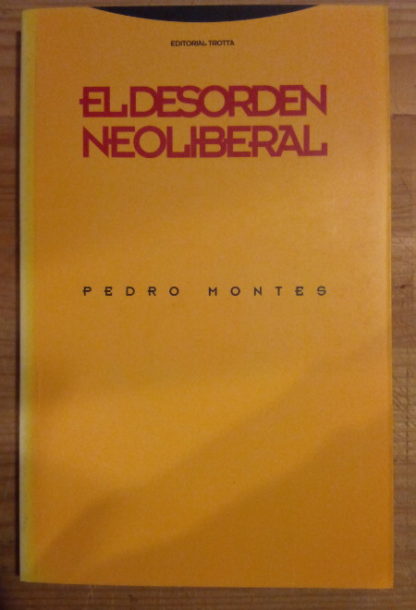 EDITORIAL TROTTA
EL DESORDEN
NEOLIBERAL
PEDRO MONTES